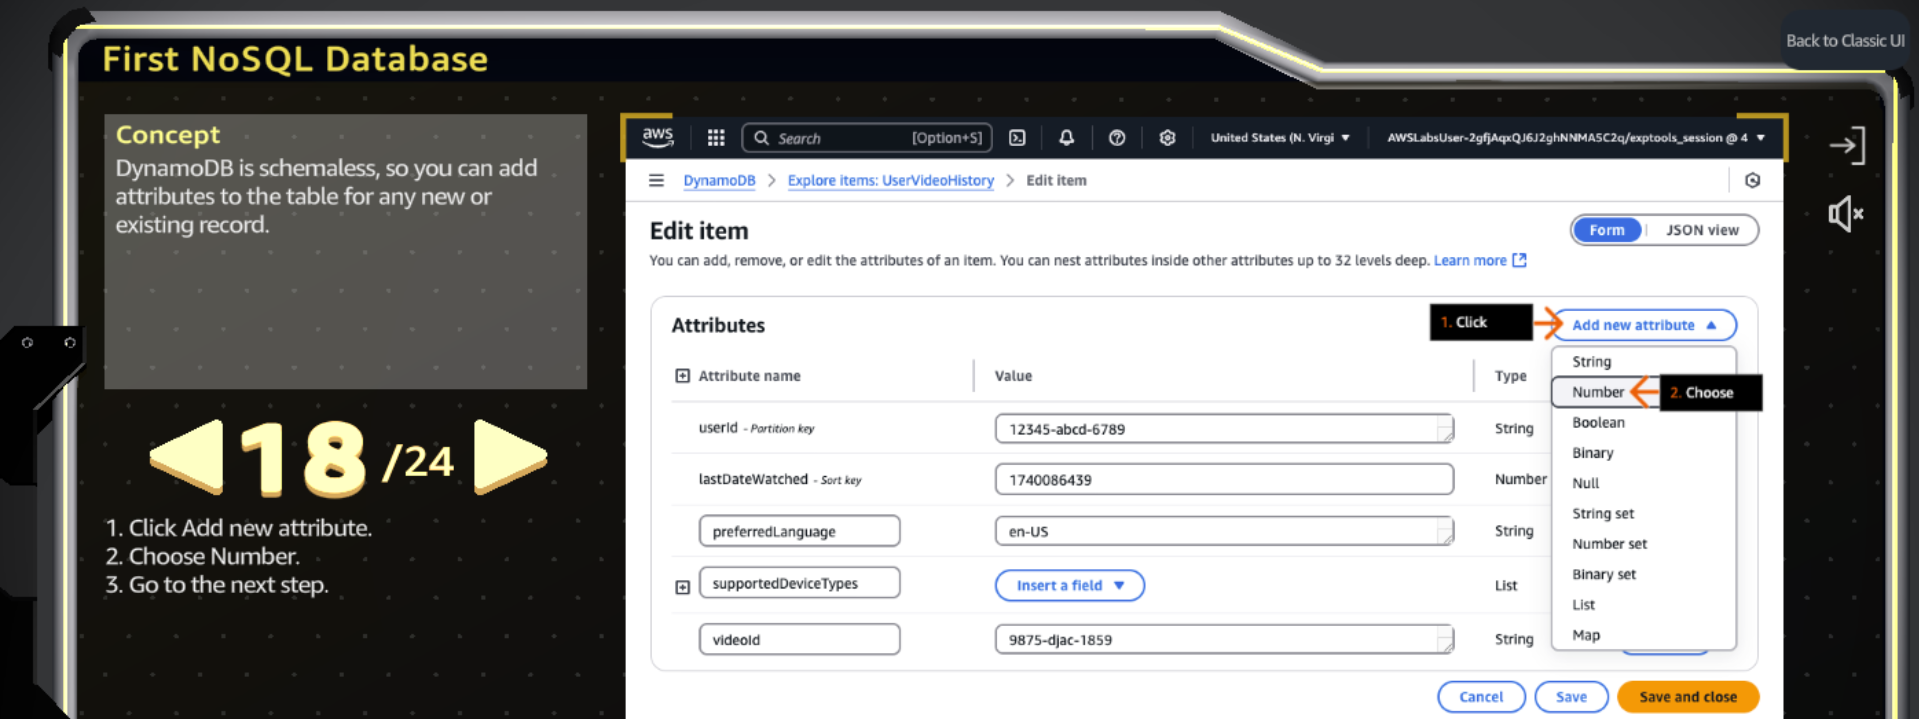 Back to Classic UI
First NoSQL Database
Concept
DynamoDB is schemaless, so you can add
attributes to the table for any new or
existing record.
18 /24
1. Click Add new attribute.
2. Choose Number.
3. Go to the next step.
aws Search [Option+S] United States (N. Virgi AWSLabsUser-2gfjAqxQJ6J2ghNNMA5C2q/exptools_session @ 4
DynamoDB > Explore items: UserVideoHistory > Edit item
Edit item
Form JSON view
You can add, remove, or edit the attributes of an item. You can nest attributes inside other attributes up to 32 levels deep. Learn more
Attributes
1. Click
Add new attribute
Attribute name Value Type
userId - Partition key 12345-abcd-6789 String
lastDateWatched - Sort key 1740086439 Number
preferredLanguage en-US String
supportedDeviceTypes Insert a field List
videoId 9875-djac-1859 String
String
Number
2. Choose
Boolean
Binary
Null
String set
Number set
Binary set
List
Map
Cancel Save Save and close